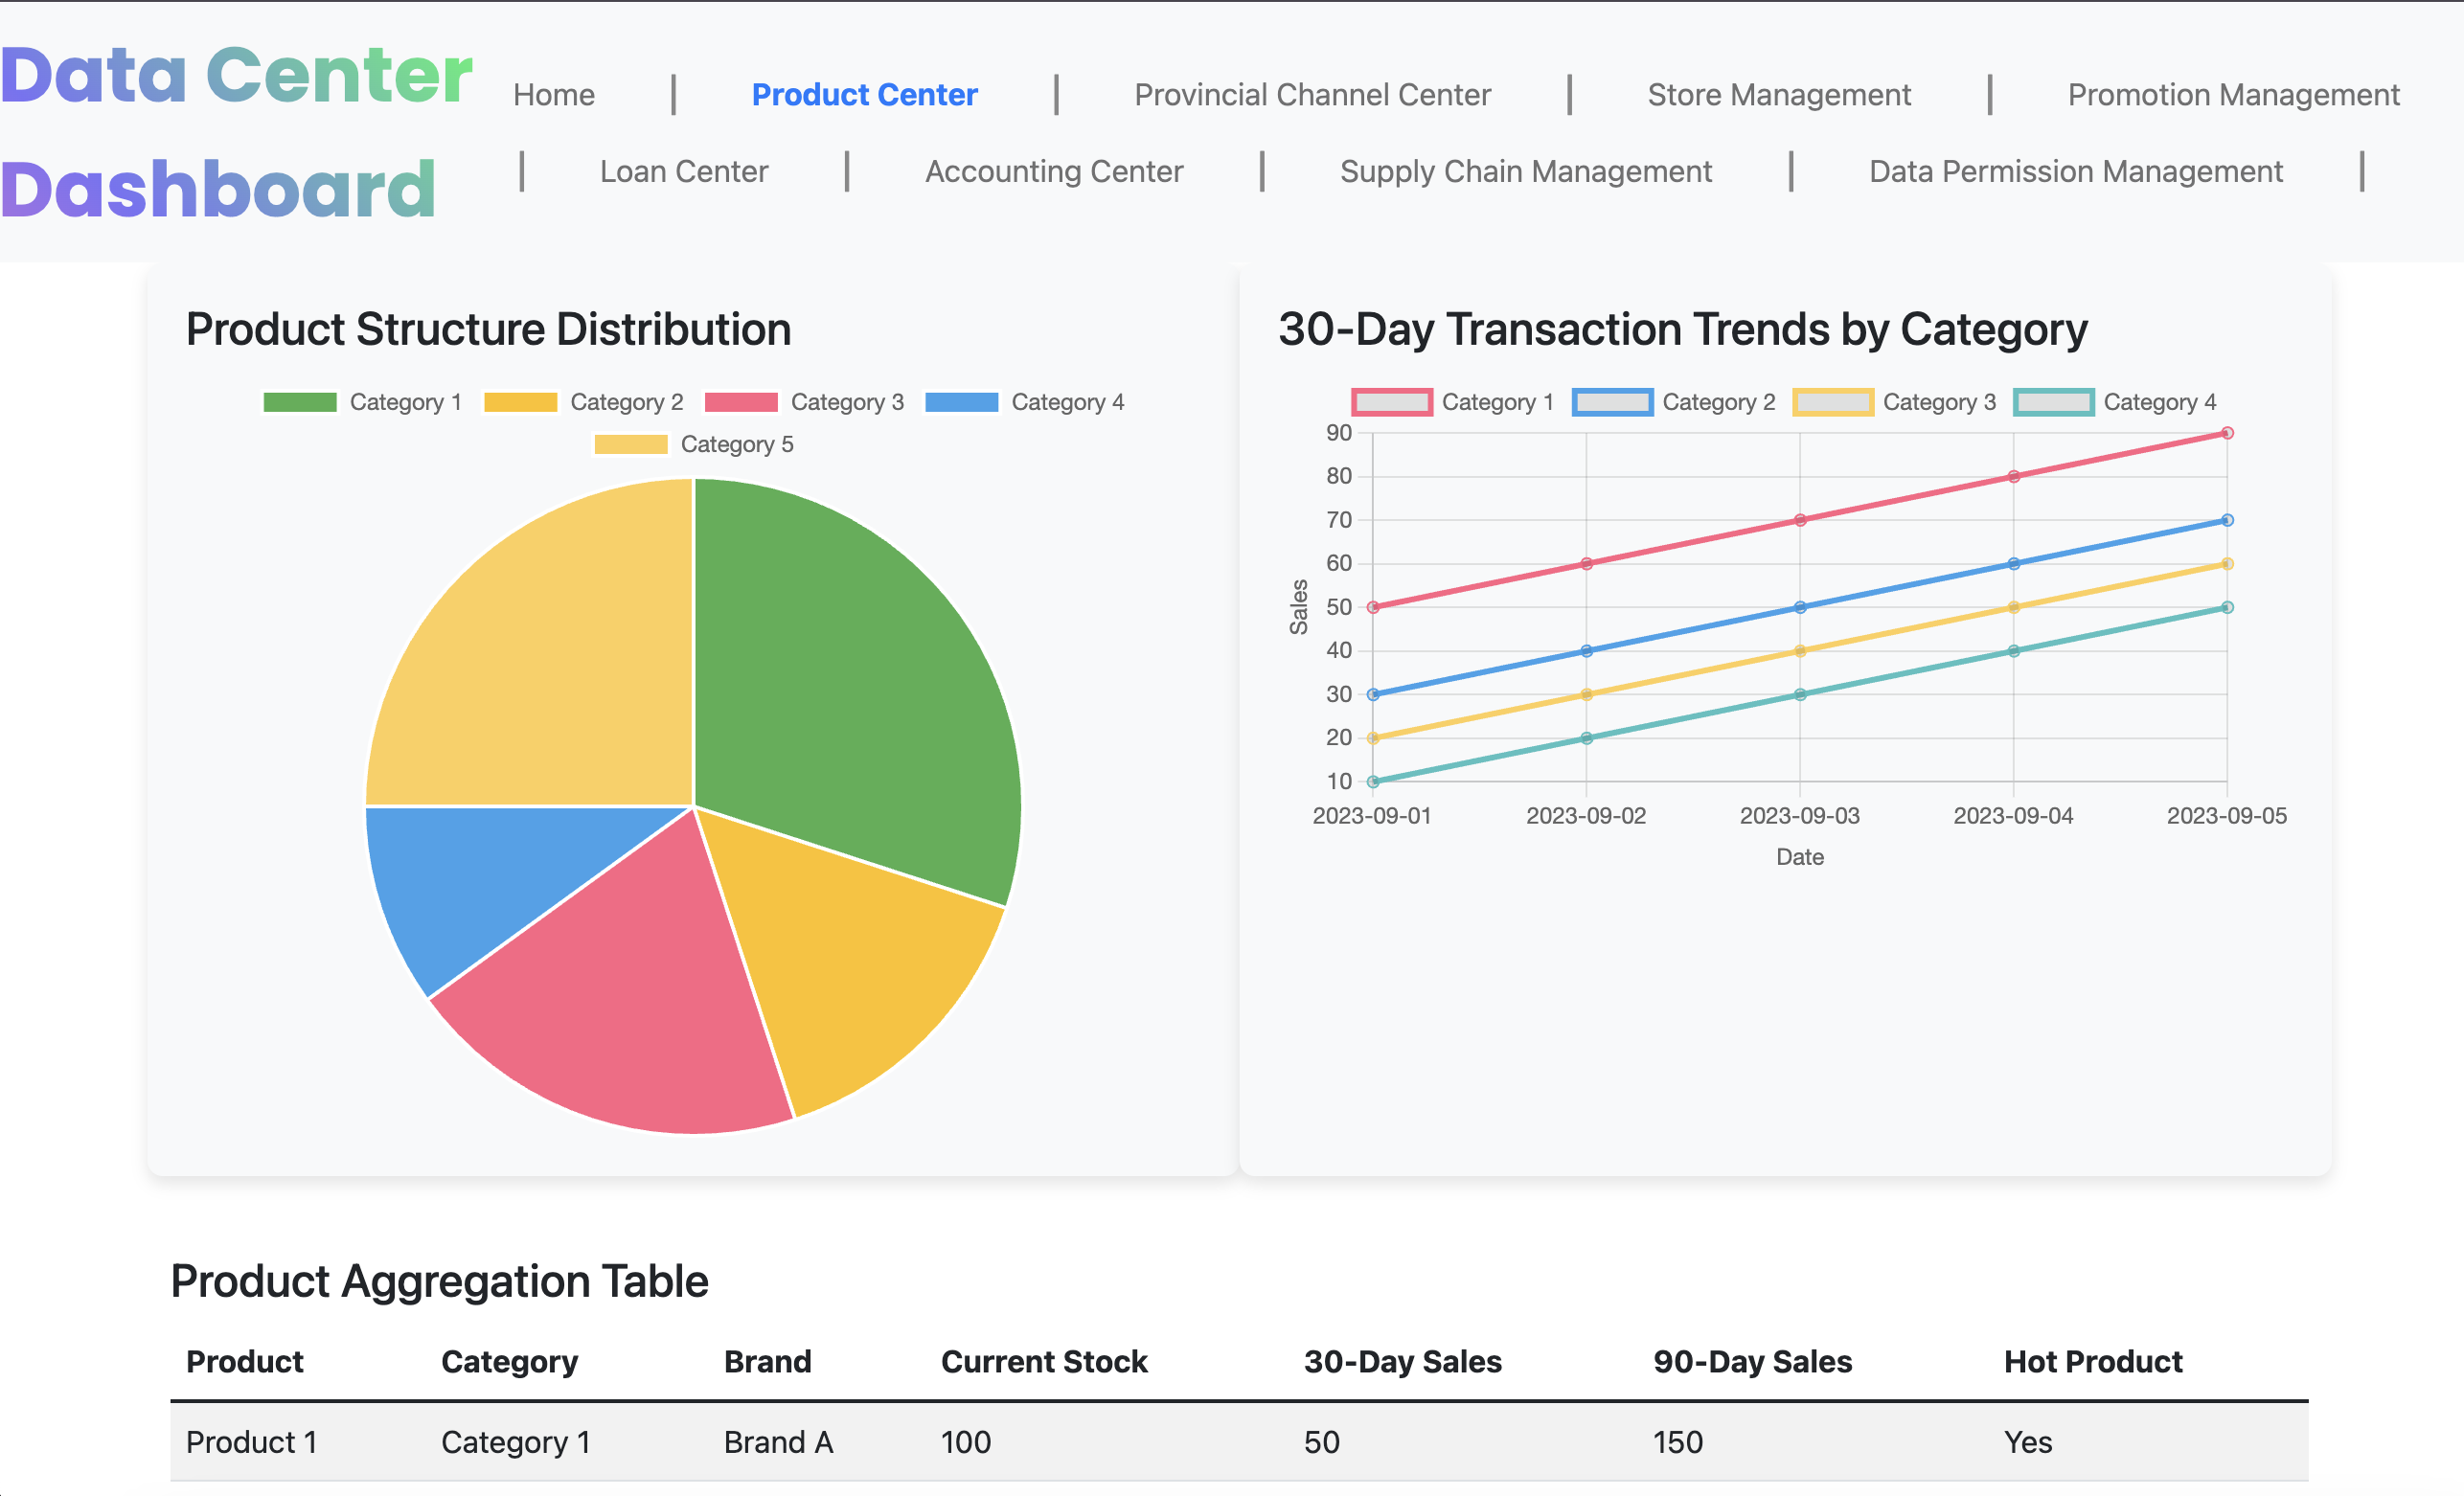 Data Center
Dashboard
Home | Product Center | Provincial Channel Center | Store Management | Promotion Management
| Loan Center | Accounting Center | Supply Chain Management | Data Permission Management |
Product Structure Distribution
Category 1 Category 2 Category 3 Category 4
Category 5
30-Day Transaction Trends by Category
Category 1 Category 2 Category 3 Category 4
90
80
70
60
50
40
30
20
10
Sales
2023-09-01 2023-09-02 2023-09-03 2023-09-04 2023-09-05
Date
Product Aggregation Table
Product Category Brand Current Stock 30-Day Sales 90-Day Sales Hot Product
Product 1 Category 1 Brand A 100 50 150 Yes